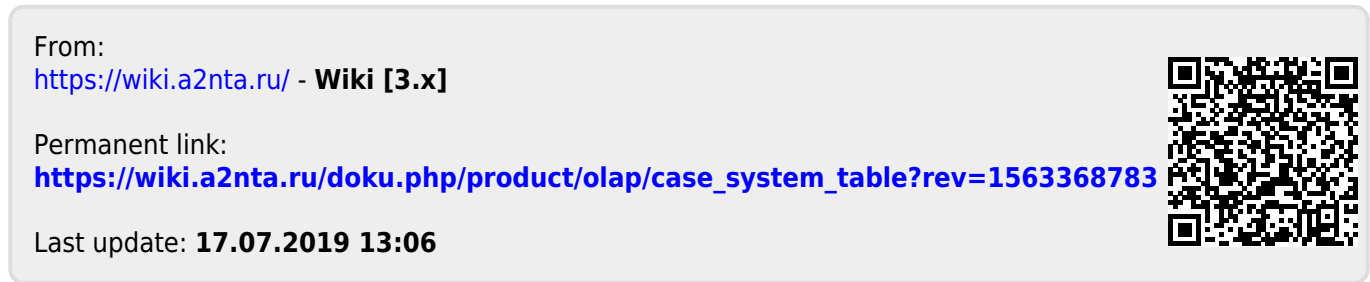 From:
https://wiki.a2nta.ru/ - Wiki [3.x]
Permanent link:
https://wiki.a2nta.ru/doku.php/product/olap/case_system_table?rev=1563368783
Last update: 17.07.2019 13:06